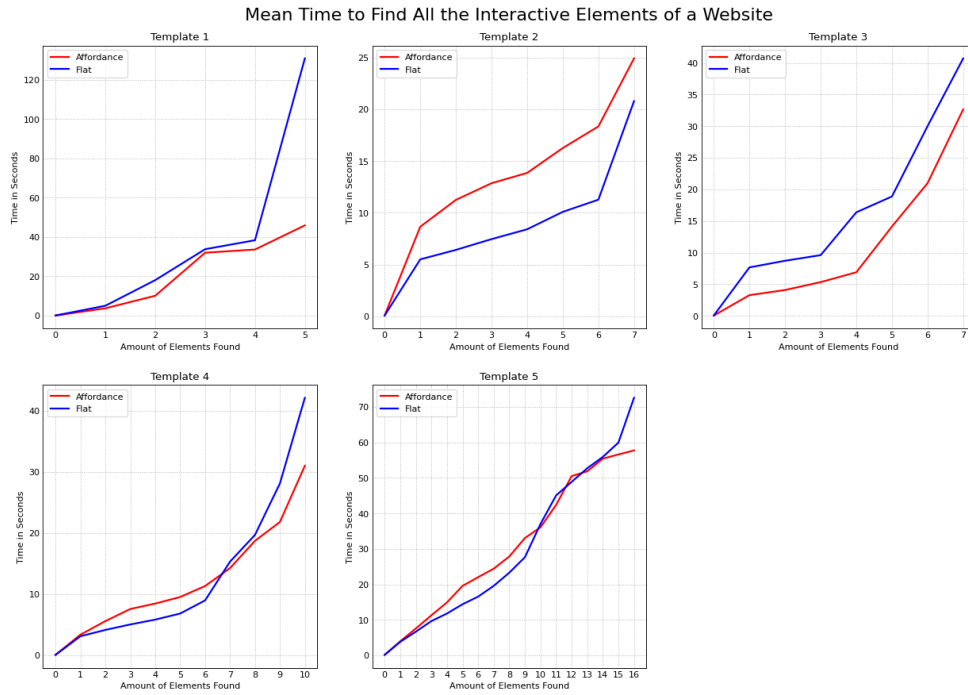 Mean Time to Find All the Interactive Elements of a Website
Template 1
Affordance
Flat
Time in Seconds
120
100
80
60
40
20
0
0 1 2 3 4 5
Amount of Elements Found
Template 2
Affordance
Flat
Time in Seconds
25
20
15
10
5
0
0 1 2 3 4 5 6 7
Amount of Elements Found
Template 3
Affordance
Flat
Time in Seconds
40
35
30
25
20
15
10
5
0
0 1 2 3 4 5 6 7
Amount of Elements Found
Template 4
Affordance
Flat
Time in Seconds
40
30
20
10
0
0 1 2 3 4 5 6 7 8 9 10
Amount of Elements Found
Template 5
Affordance
Flat
Time in Seconds
70
60
50
40
30
20
10
0
0 1 2 3 4 5 6 7 8 9 10 11 12 13 14 15 16
Amount of Elements Found